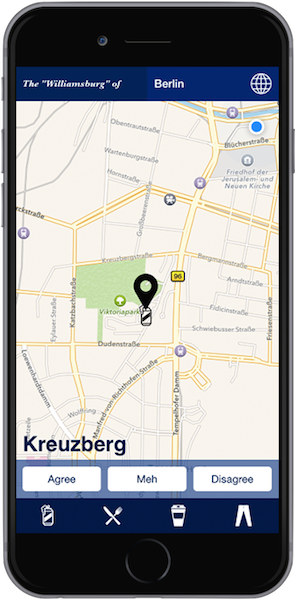 The "Williamsburg" of Berlin
Obentrautstraße
Wartenburgstraße
Hornstraße
Großbeerenstraße
Blücherstraße
Friedhof der
Jerusalem- und
Neuen Kirche
Kreuzbergstraße
Bergmannstraße
96
Arndtstraße
Viktoriapark
Fidicinstraße
Katzbachstraße
Eylauer Straße
Schwiebusser Straße
Friesenstraße
Dudenstraße
Loewenhardtdamm
Manfred-von-Richthofen-Straße
Tempelhofer Damm
Wolffring
Kreuzberg
Agree
Meh
Disagree